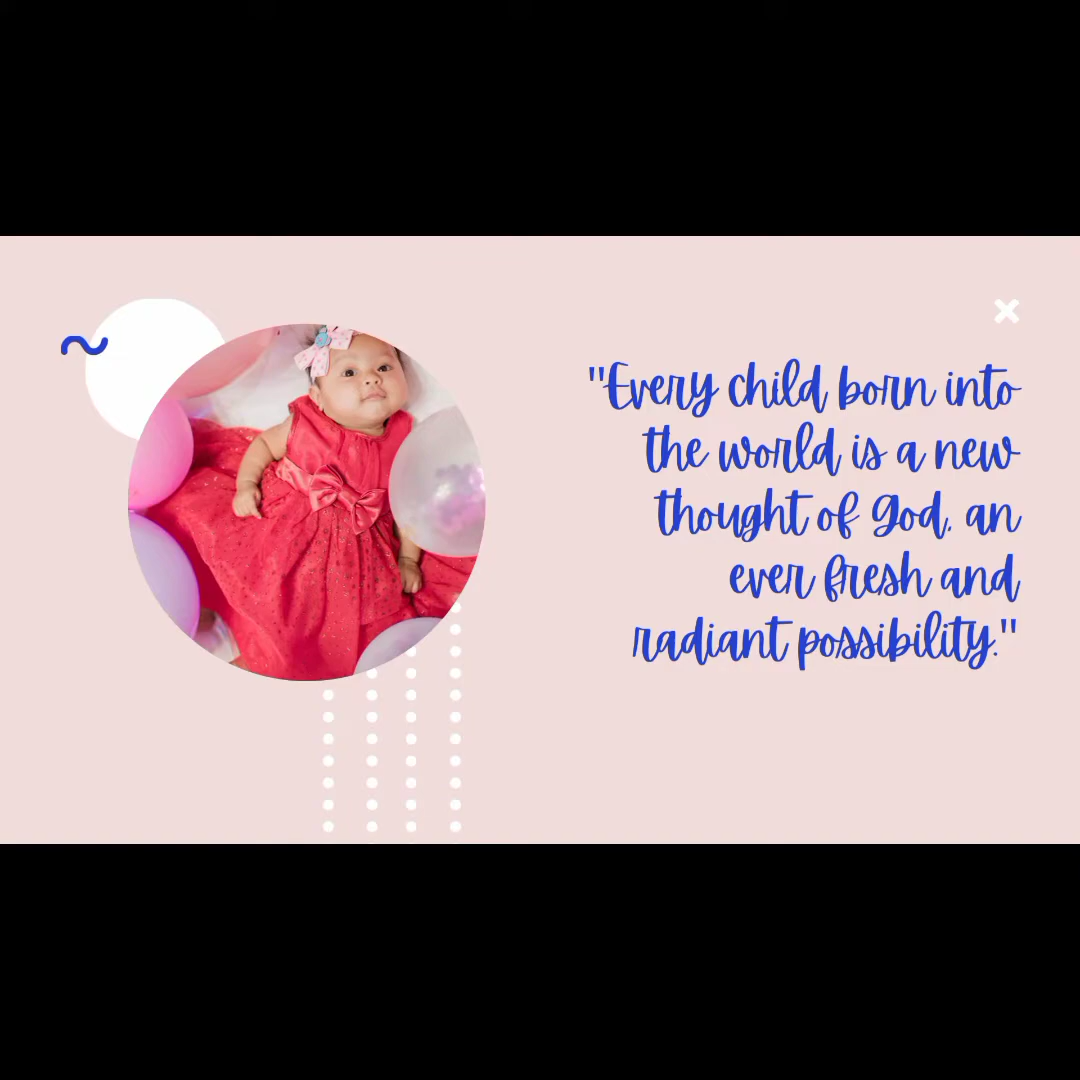 "Every child born into
the world is a new
thought of God, an
ever fresh and
radiant possibility."